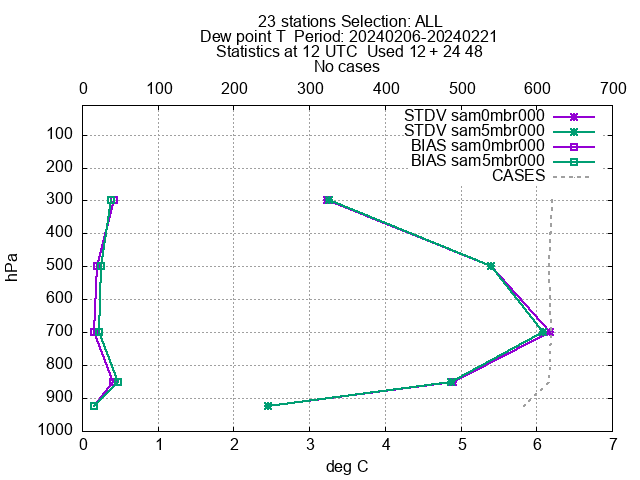 23 stations Selection: ALL
Dew point T  Period: 20240206-20240221
Statistics at 12 UTC  Used 12 + 24 48
No cases
0 100 200 300 400 500 600 700
STDV sam0mbr000
STDV sam5mbr000
BIAS sam0mbr000
BIAS sam5mbr000
CASES
100
200
300
400
500
600
700
800
900
1000
hPa
0 1 2 3 4 5 6 7
deg C